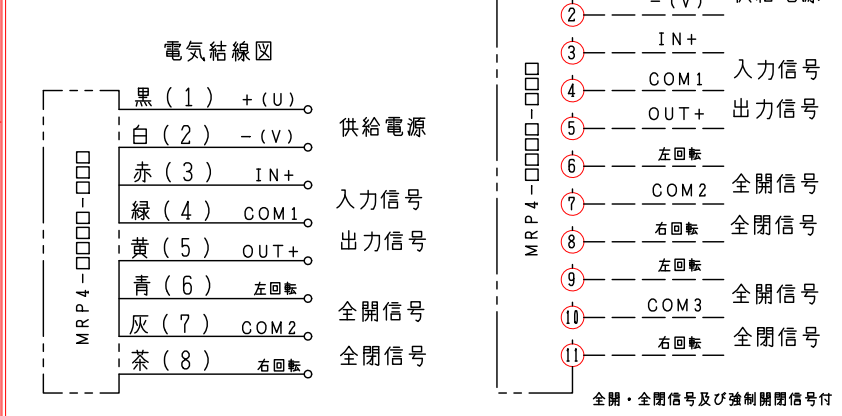 電気結線図
黒(1) +(U)
供給電源
白(2) -(V)
赤(3) IN+
入力信号
緑(4) COM1
黄(5) OUT+
出力信号
青(6) 左回転
全開信号
灰(7) COM2
茶(8) 右回転
全閉信号
MRP4-□□□□-□□□
② -(V) 供給電源
③ IN+
入力信号
④ COM1
⑤ OUT+
出力信号
⑥ 左回転
全開信号
⑦ COM2
⑧ 右回転
全閉信号
⑨ 左回転
全開信号
⑩ COM3
⑪ 右回転
全閉信号
MRP4-□□□□-□□□
全開・全閉信号及び強制開閉信号付